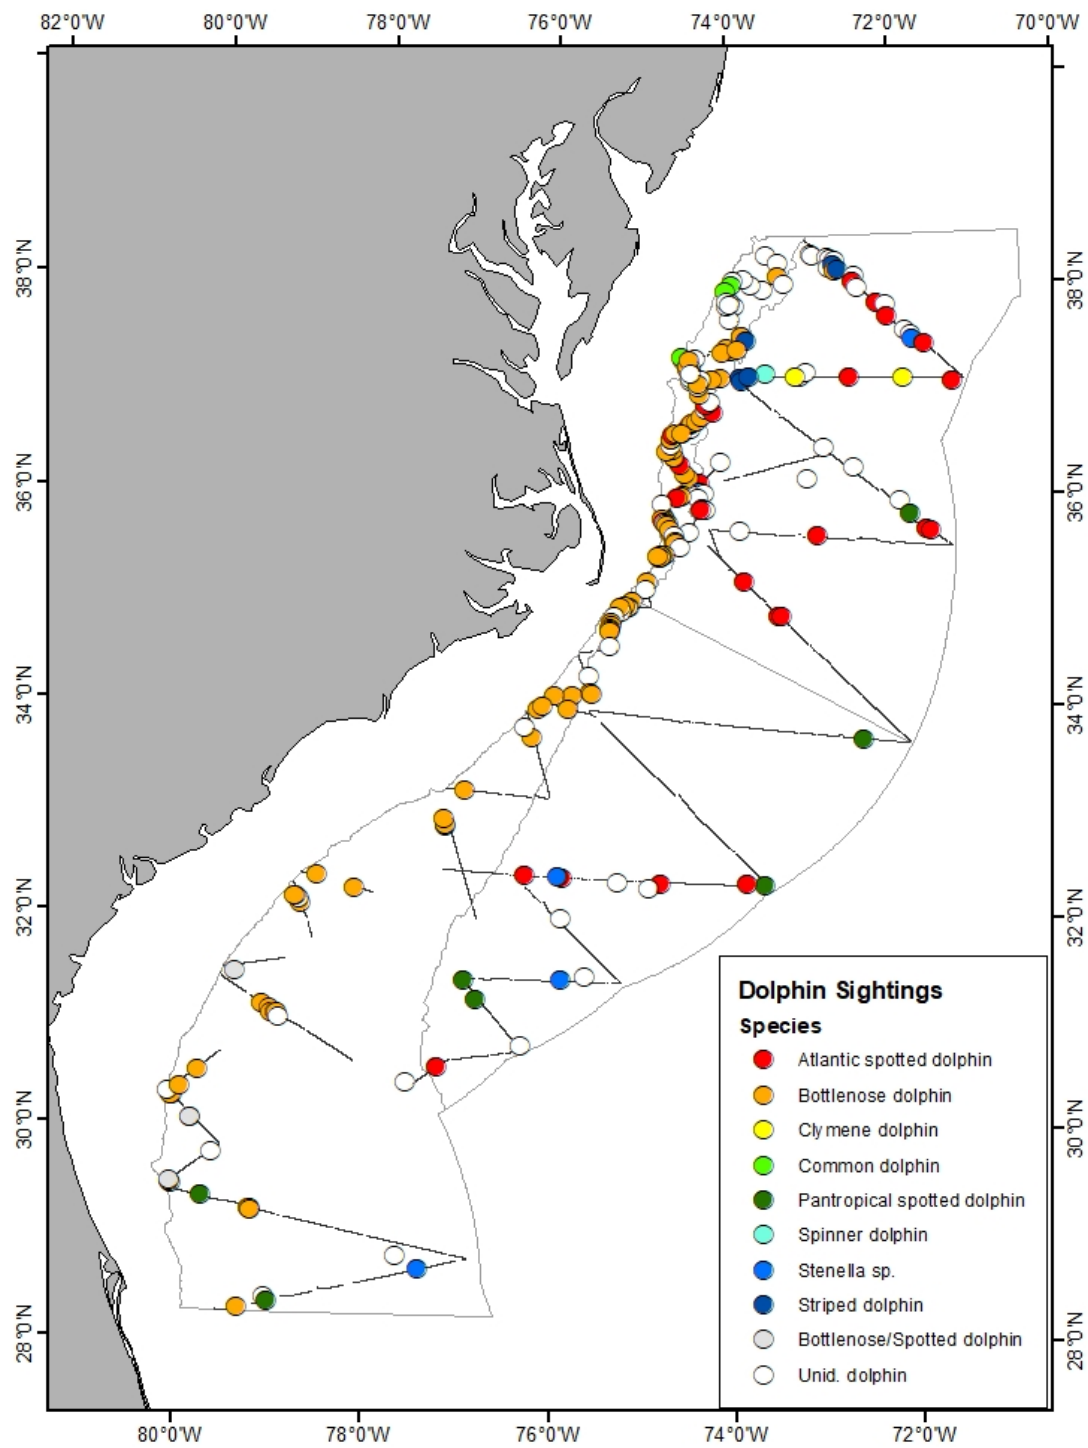 82°0'W 80°0'W 78°0'W 76°0'W 74°0'W 72°0'W 70°0'W
38°0'N 38°0'N
36°0'N 36°0'N
34°0'N 34°0'N
32°0'N 32°0'N
30°0'N 30°0'N
28°0'N 28°0'N
Dolphin Sightings
Species
Atlantic spotted dolphin
Bottlenose dolphin
Clymene dolphin
Common dolphin
Pantropical spotted dolphin
Spinner dolphin
Stenella sp.
Striped dolphin
Bottlenose/Spotted dolphin
Unid. dolphin
80°0'W 78°0'W 76°0'W 74°0'W 72°0'W